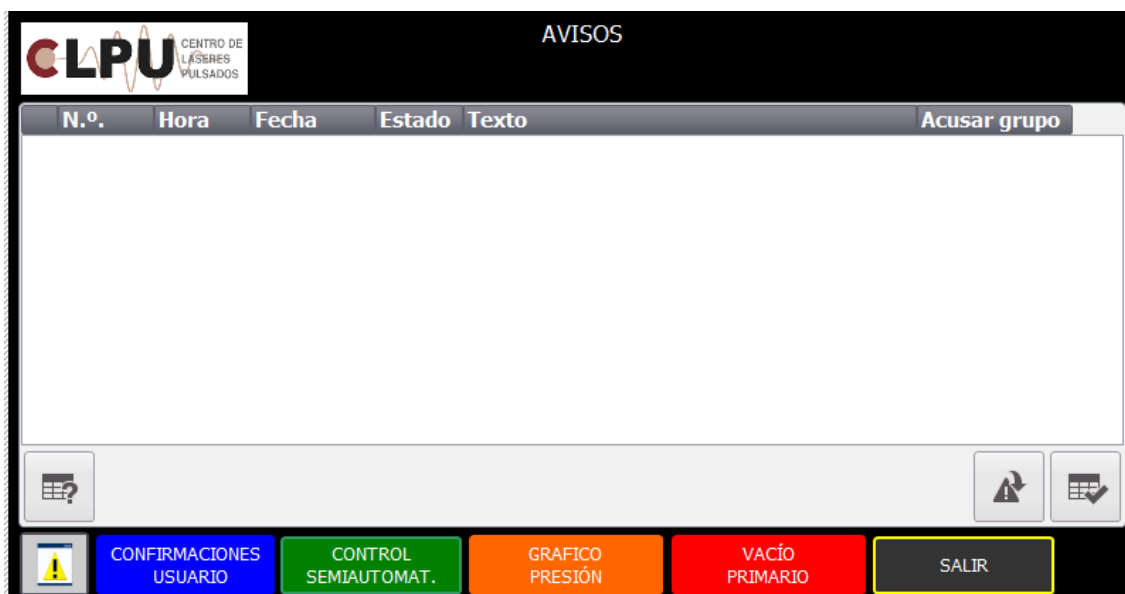 AVISOS
CLPU
CENTRO DE
LÁSERES
PULSADOS
N.º. Hora Fecha Estado Texto Acusar grupo
CONFIRMACIONES
USUARIO
CONTROL
SEMIAUTOMAT.
GRAFICO
PRESIÓN
VACÍO
PRIMARIO
SALIR